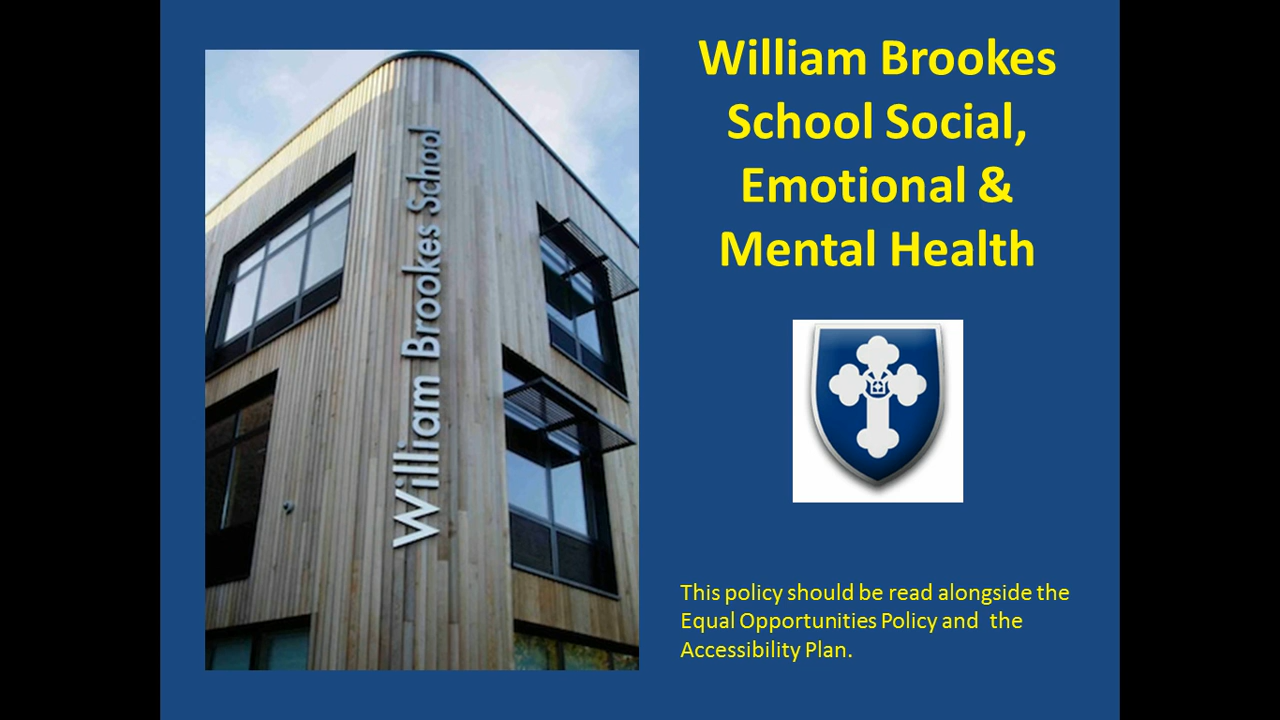 William Brookes School
William Brookes
School Social,
Emotional &
Mental Health
This policy should be read alongside the
Equal Opportunities Policy and  the
Accessibility Plan.